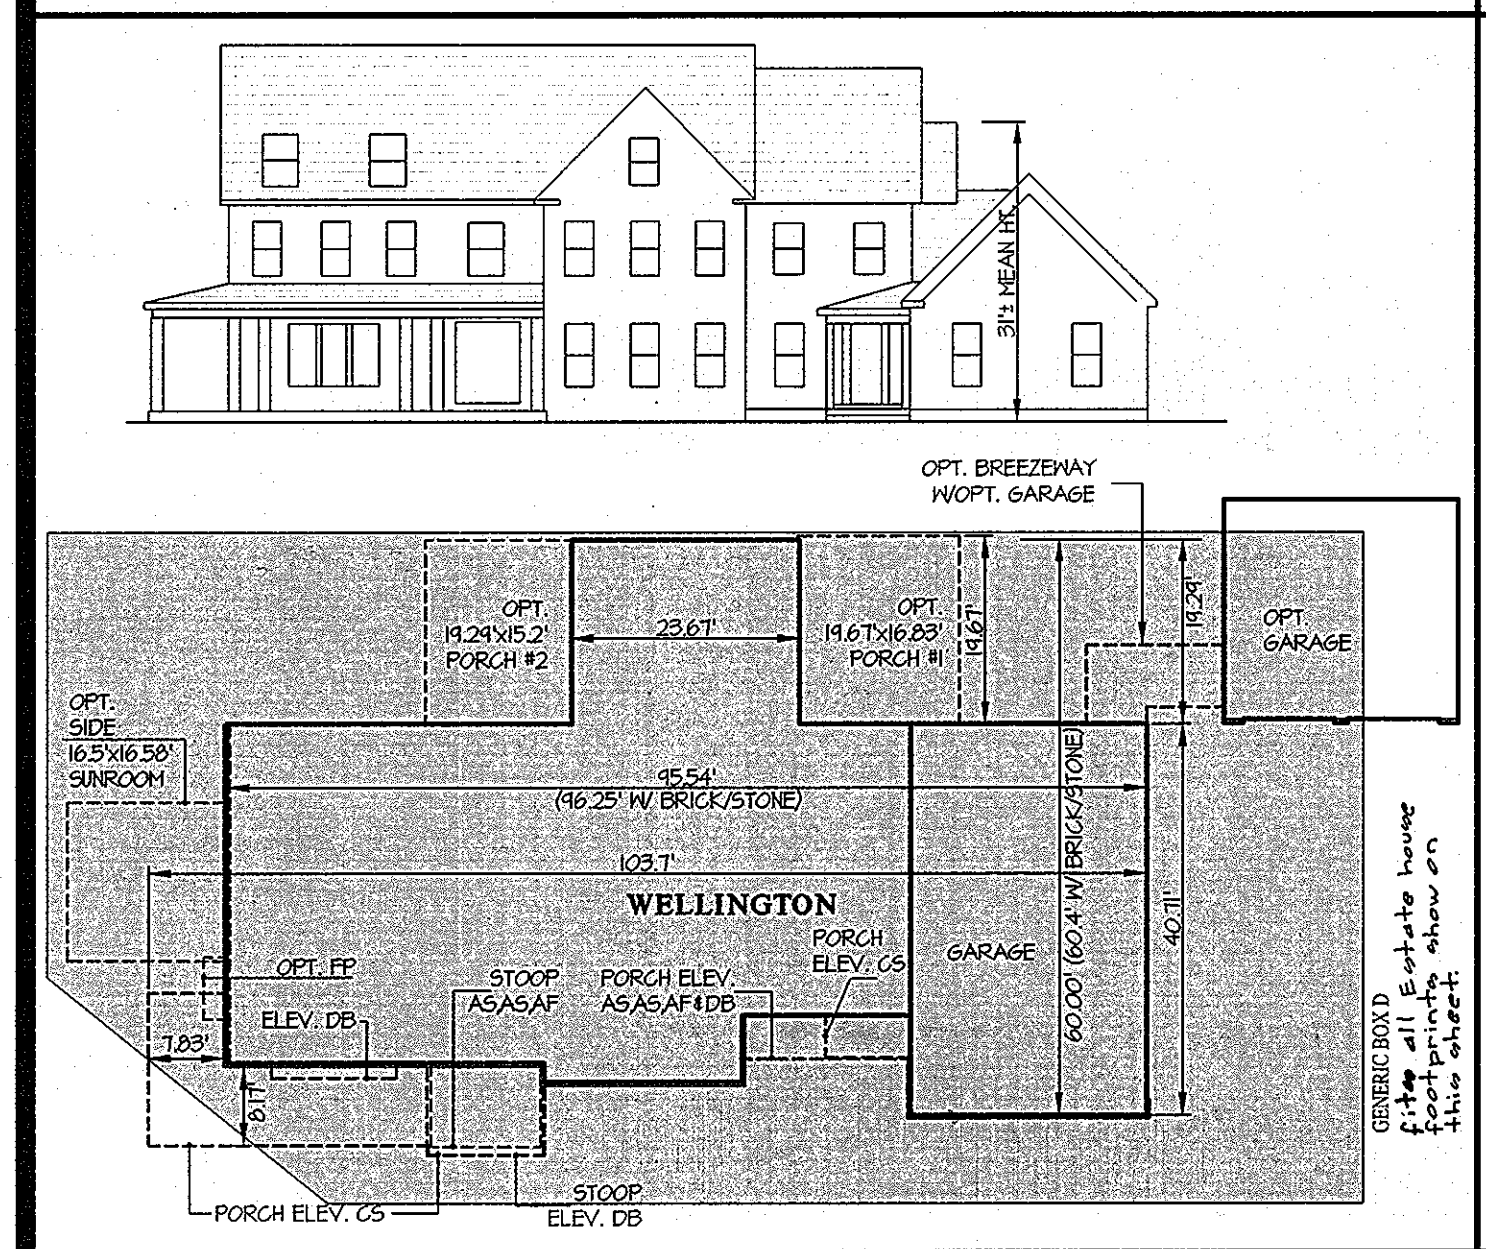 31'± MEAN HT.
OPT. BREEZEWAY
W/OPT. GARAGE
OPT.
19.29'x15.2'
PORCH #2
23.67'
OPT.
19.67'x16.83'
PORCH #1
19.67'
19.29'
OPT.
GARAGE
OPT.
SIDE
16.5'x16.58'
SUNROOM
95.54'
(96.25' W/ BRICK/STONE)
103.7'
WELLINGTON
60.00' (60.4' W/BRICK/STONE)
40.71'
GARAGE
PORCH
ELEV. CS
OPT. FP
STOOP
AS,AS,AF
PORCH ELEV.
AS,AS,AF&DB
ELEV. DB
7.83'
8.17'
PORCH ELEV. CS
STOOP
ELEV. DB
GENERIC BOX D
fits all Estate house
footprints show on
this sheet.